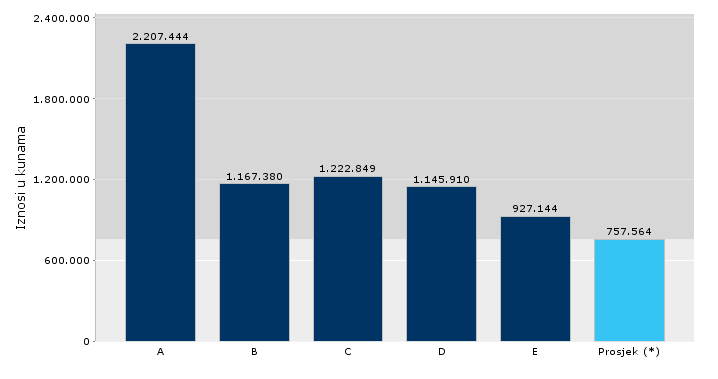 2.400.000
1.800.000
1.200.000
600.000
0
Iznosi u kunama
2.207.444
1.167.380
1.222.849
1.145.910
927.144
757.564
A
B
C
D
E
Prosjek (*)